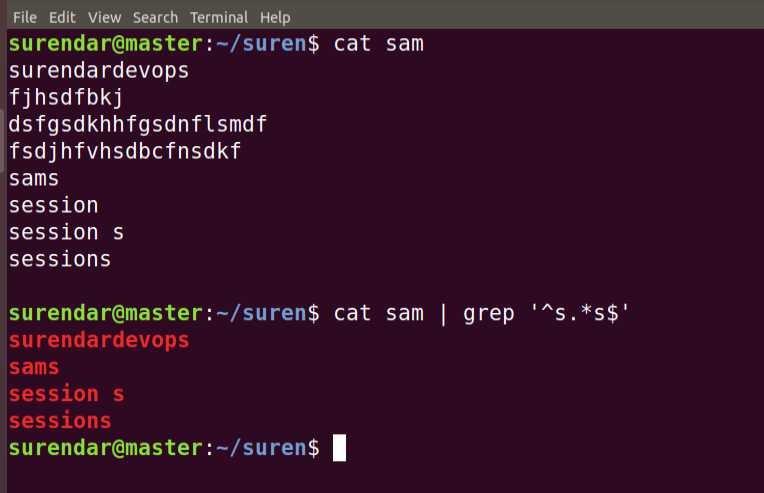 File Edit View Search Terminal Help
surendar@master:~/suren$ cat sam
surendardevops
fjhsdfbkj
dsfgsdkhhfgsdnflsmdf
fsdjhfvhsdbcfnsdkf
sams
session
session s
sessions
surendar@master:~/suren$ cat sam | grep '^s.*s$'
surendardevops
sams
session s
sessions
surendar@master:~/suren$